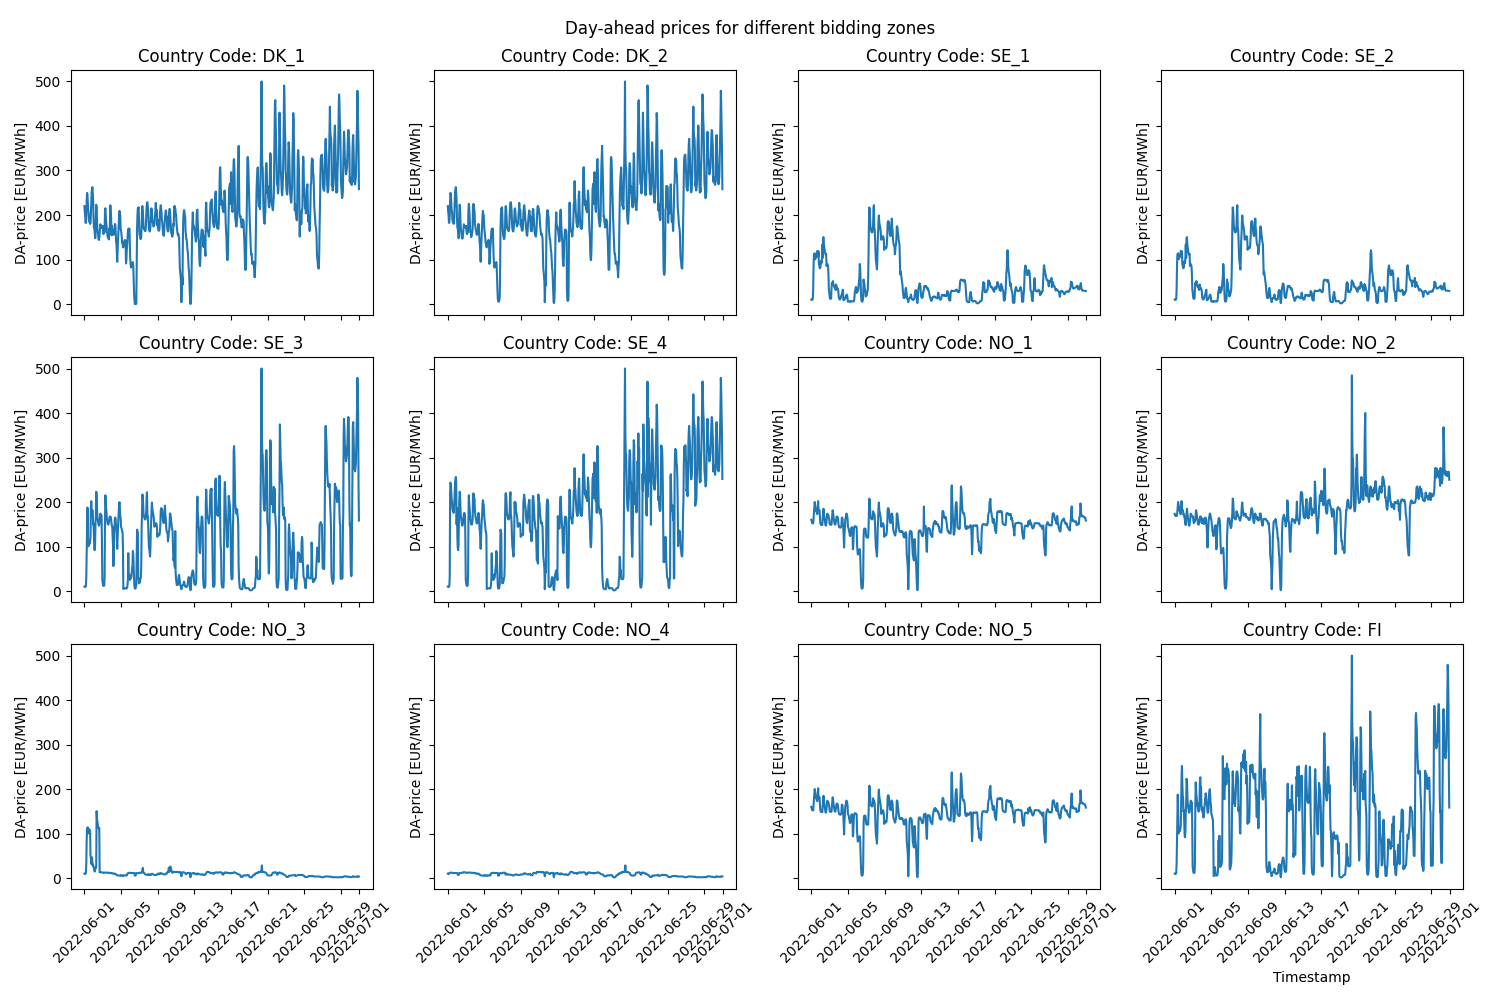 Day-ahead prices for different bidding zones
Country Code: DK_1
Country Code: DK_2
Country Code: SE_1
Country Code: SE_2
DA-price [EUR/MWh]
500
400
300
200
100
0
DA-price [EUR/MWh]
DA-price [EUR/MWh]
DA-price [EUR/MWh]
Country Code: SE_3
Country Code: SE_4
Country Code: NO_1
Country Code: NO_2
DA-price [EUR/MWh]
500
400
300
200
100
0
DA-price [EUR/MWh]
DA-price [EUR/MWh]
DA-price [EUR/MWh]
Country Code: NO_3
Country Code: NO_4
Country Code: NO_5
Country Code: FI
DA-price [EUR/MWh]
500
400
300
200
100
0
DA-price [EUR/MWh]
DA-price [EUR/MWh]
DA-price [EUR/MWh]
2022-06-01
2022-06-05
2022-06-09
2022-06-13
2022-06-17
2022-06-21
2022-06-25
2022-06-29
2022-07-01
2022-06-01
2022-06-05
2022-06-09
2022-06-13
2022-06-17
2022-06-21
2022-06-25
2022-06-29
2022-07-01
2022-06-01
2022-06-05
2022-06-09
2022-06-13
2022-06-17
2022-06-21
2022-06-25
2022-06-29
2022-07-01
2022-06-01
2022-06-05
2022-06-09
2022-06-13
2022-06-17
2022-06-21
2022-06-25
2022-06-29
2022-07-01
Timestamp